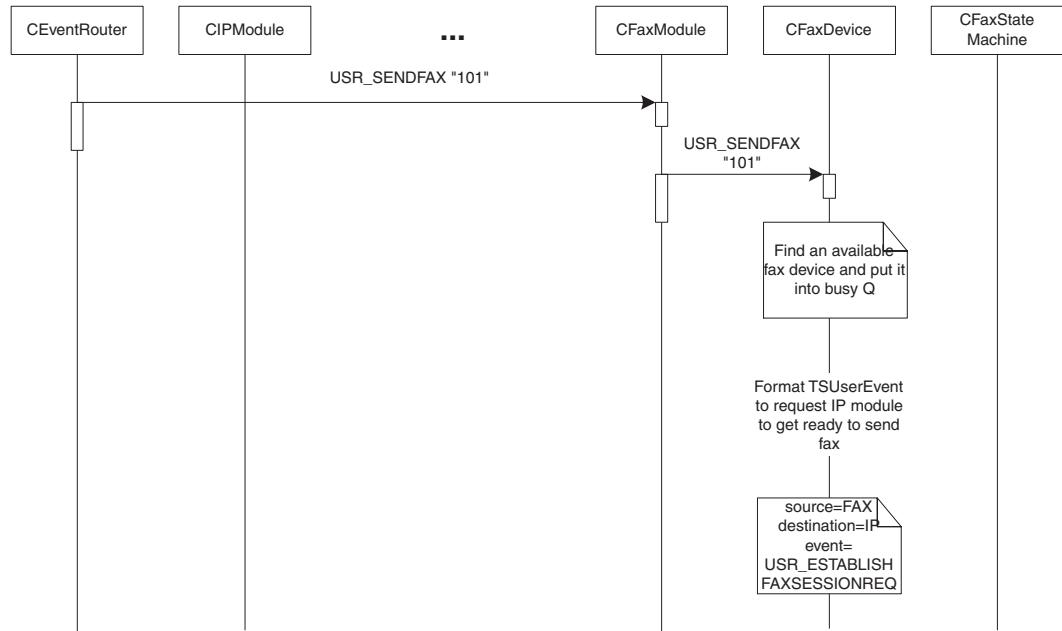 CEventRouter
CIPModule
...
CFaxModule
CFaxDevice
CFaxState
Machine
USR_SENDFAX "101"
USR_SENDFAX
"101"
Find an available
fax device and put it
into busy Q
Format TSUserEvent
to request IP module
to get ready to send
fax
source=FAX
destination=IP
event=
USR_ESTABLISH
FAXSESSIONREQ